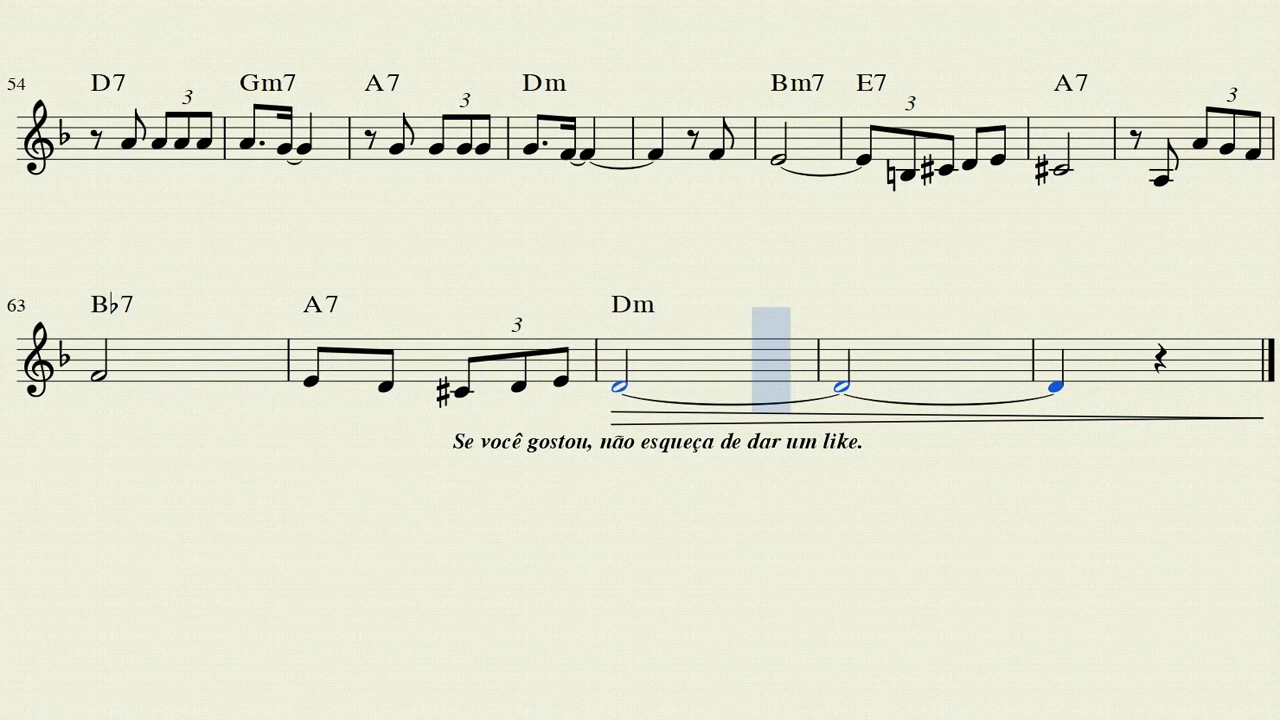 54 D7 Gm7 A7 Dm Bm7 E7 A7
3 3 3 3
63 B♭7 A7 Dm
3
Se você gostou, não esqueça de dar um like.